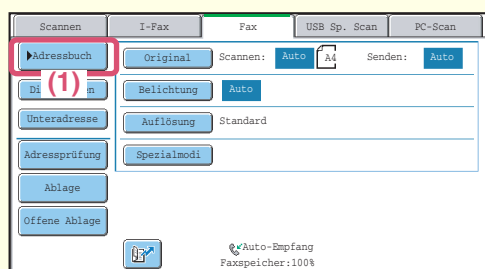 Scannen I-Fax Fax USB Sp. Scan PC-Scan
Adressbuch Original Scannen: Auto A4 Senden: Auto
(1)
Belichtung Auto
Unteradresse Auflösung Standard
Adressprüfung Spezialmodi
Ablage
Offene Ablage
Auto-Empfang
Faxspeicher:100%